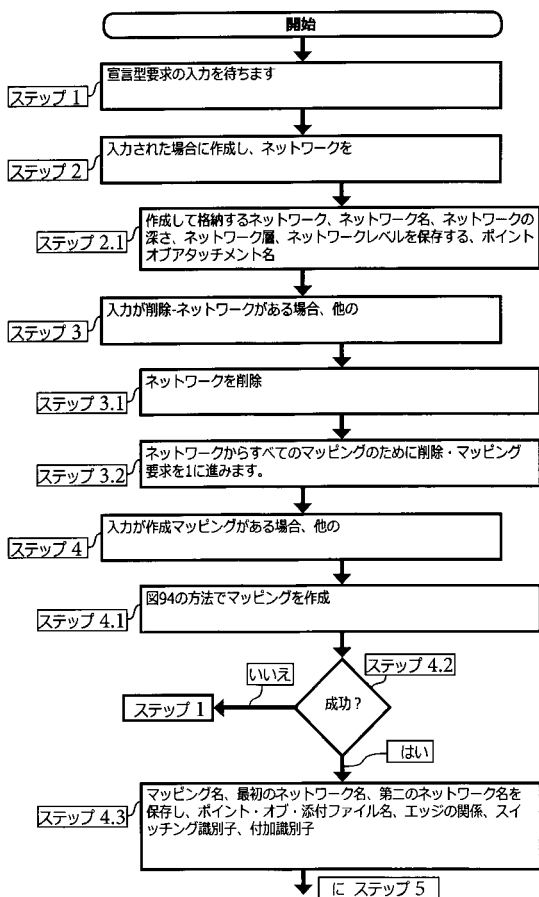 開始
ステップ 1
宣言型要求の入力を待ちます
ステップ 2
入力された場合に作成し、ネットワークを
ステップ 2.1
作成して格納するネットワーク、ネットワーク名、ネットワークの
深さ、ネットワーク層、ネットワークレベルを保存する、ポイント
オブアタッチメント名
ステップ 3
入力が削除-ネットワークがある場合、他の
ステップ 3.1
ネットワークを削除
ステップ 3.2
ネットワークからすべてのマッピングのために削除・マッピング
要求を1に進みます。
ステップ 4
入力が作成マッピングがある場合、他の
ステップ 4.1
図94の方法でマッピングを作成
ステップ 4.2
成功？
いいえ
ステップ 1
はい
ステップ 4.3
マッピング名、最初のネットワーク名、第二のネットワーク名を
保存し、ポイント・オブ・添付ファイル名、エッジの関係、スイ
ッチング識別子、付加識別子
に ステップ 5